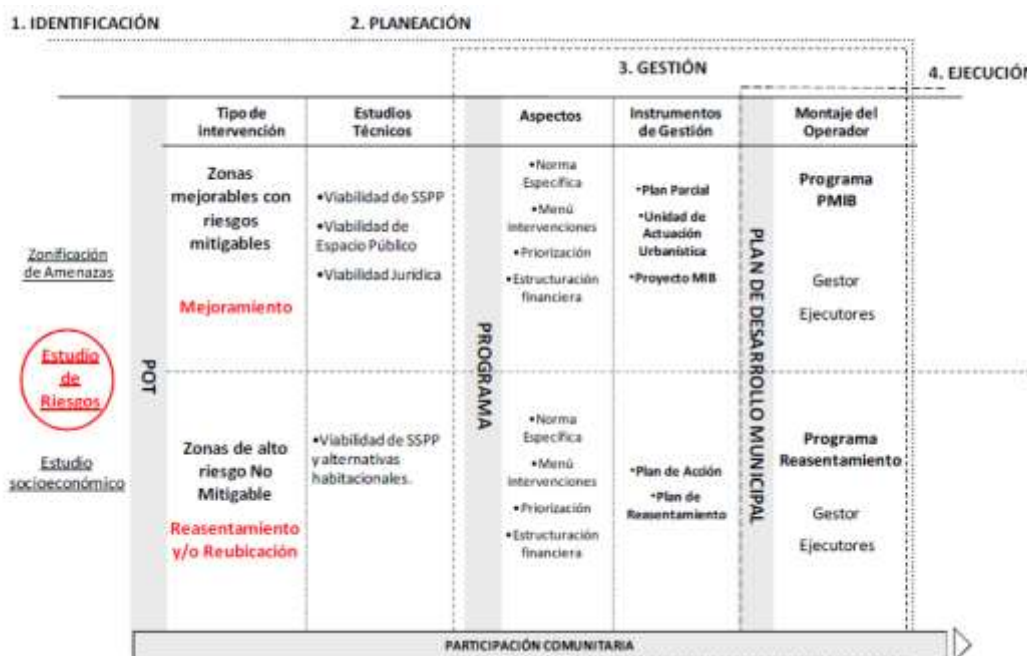 1. IDENTIFICACIÓN
2. PLANEACIÓN
3. GESTIÓN
4. EJECUCIÓN
Tipo de
intervención
Estudios
Técnicos
Aspectos
Instrumentos
de Gestión
Montaje del
Operador
Zonificación
de Amenazas
Estudio
de
Riesgos
Estudio
socioeconómico
POT
Zonas
mejorables con
riesgos
mitigables
Mejoramiento
•Viabilidad de SSPP
•Viabilidad de
Espacio Público
•Viabilidad Jurídica
PROGRAMA
•Norma
Específica
•Menú
intervenciones
•Priorización
•Estructuración
financiera
•Plan Parcial
•Unidad de
Actuación
Urbanística
•Proyecto MIB
PLAN DE DESARROLLO MUNICIPAL
Programa
PMIB
Gestor
Ejecutores
Zonas de alto
riesgo No
Mitigable
Reasentamiento
y/o Reubicación
•Viabilidad de SSPP
y alternativas
habitacionales.
•Norma
Específica
•Menú
intervenciones
•Priorización
•Estructuración
financiera
•Plan de Acción
•Plan de
Reasentamiento
Programa
Reasentamiento
Gestor
Ejecutores
PARTICIPACIÓN COMUNITARIA